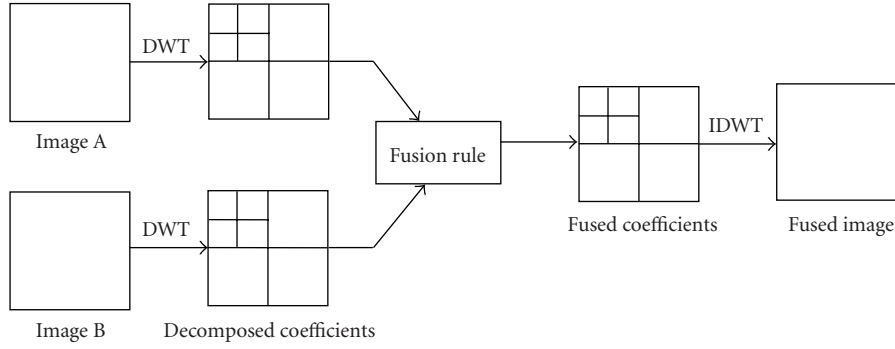 DWT
Image A
Fusion rule
IDWT
Fused coefficients
Fused image
DWT
Image B
Decomposed coefficients